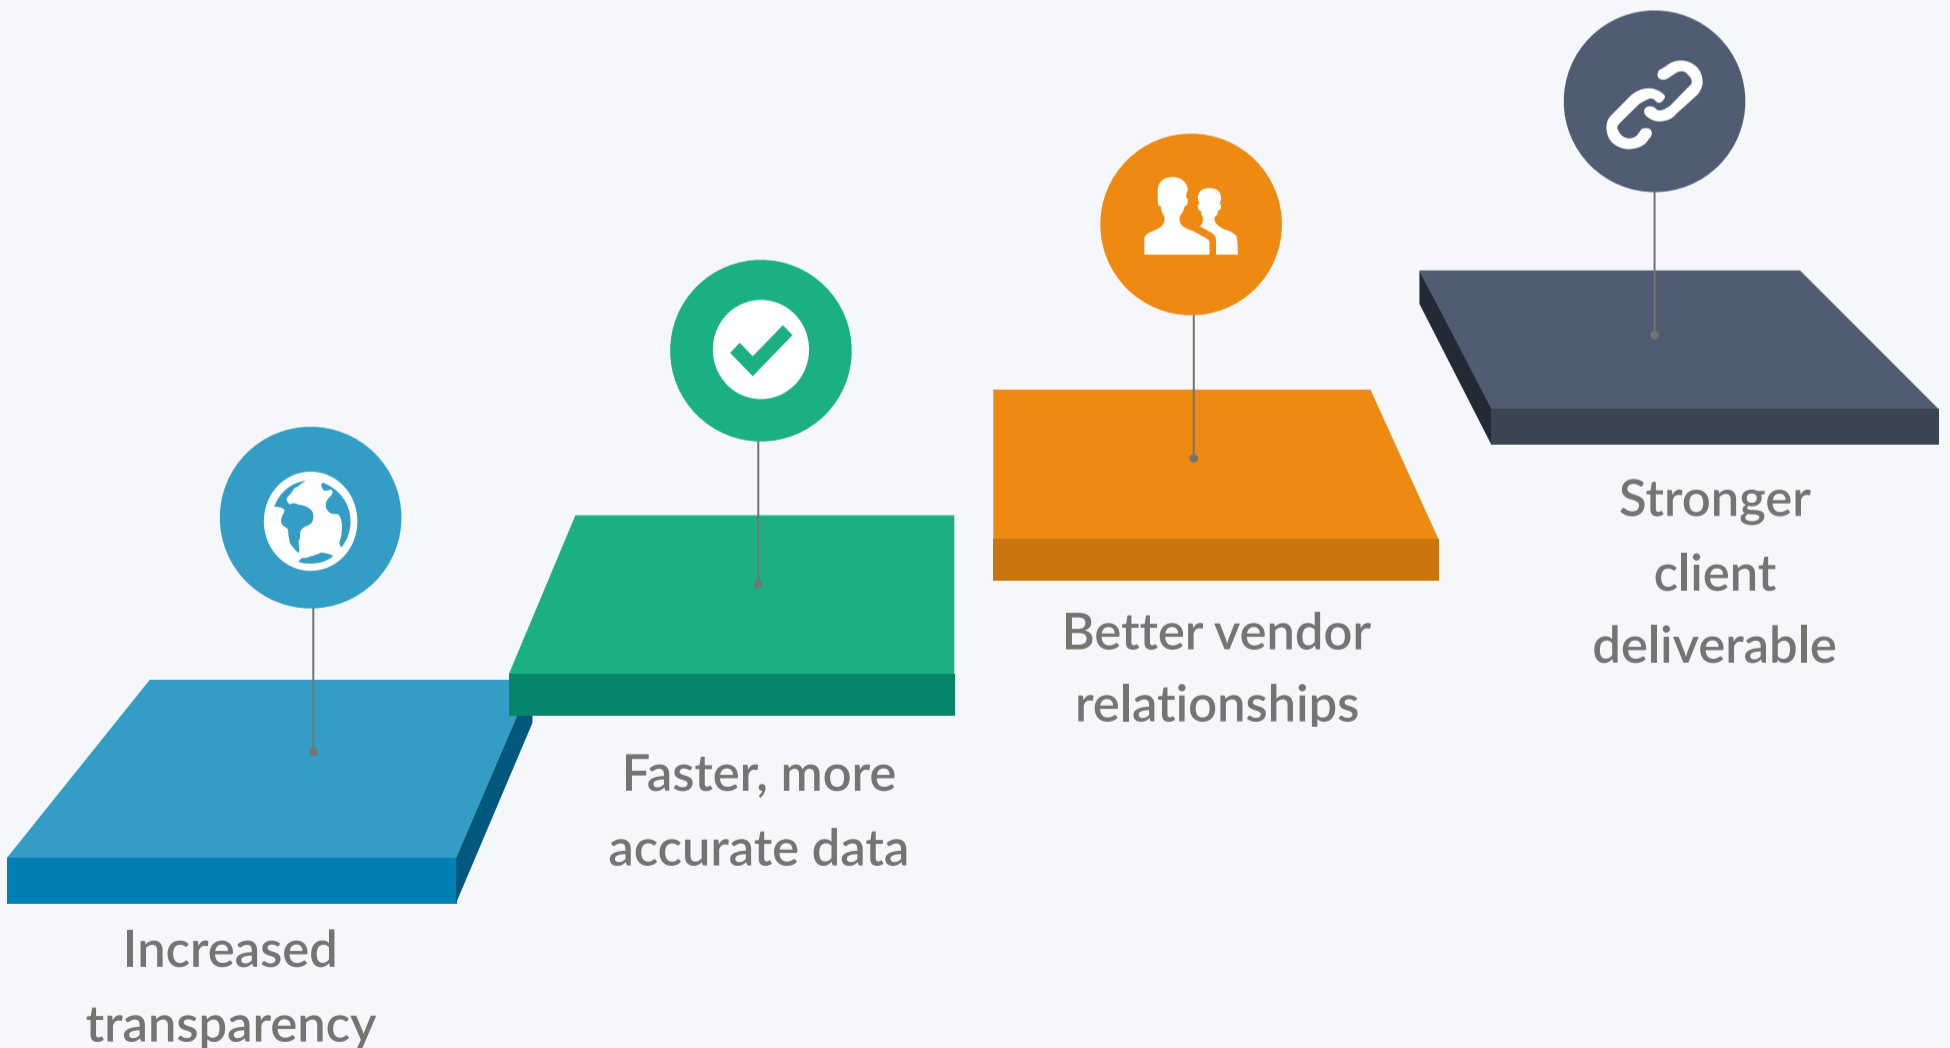 Increased
transparency
Faster, more
accurate data
Better vendor
relationships
Stronger
client
deliverable